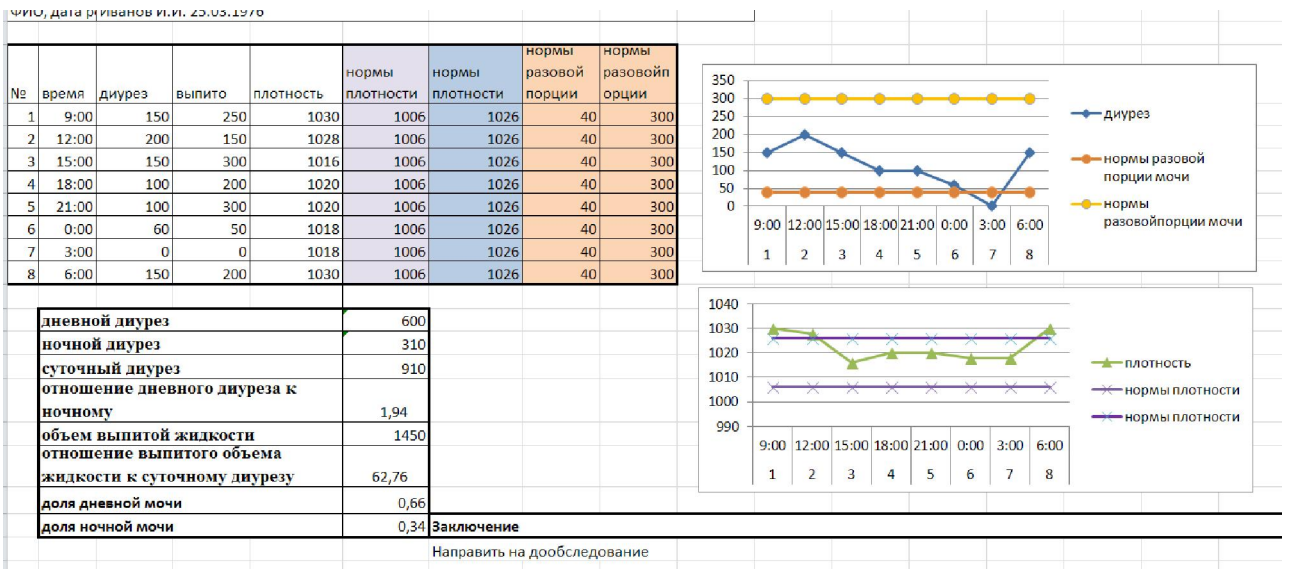 ФИО, дата р Иванов И.И. 25.03.1976
№ время диурез выпито плотность нормы плотности нормы плотности нормы разовой порции нормы разовойп орции
1 9:00 150 250 1030 1006 1026 40 300
2 12:00 200 150 1028 1006 1026 40 300
3 15:00 150 300 1016 1006 1026 40 300
4 18:00 100 200 1020 1006 1026 40 300
5 21:00 100 300 1020 1006 1026 40 300
6 0:00 60 50 1018 1006 1026 40 300
7 3:00 0 0 1018 1006 1026 40 300
8 6:00 150 200 1030 1006 1026 40 300
350
300
250
200
150
100
50
0
9:00 12:00 15:00 18:00 21:00 0:00 3:00 6:00
1 2 3 4 5 6 7 8
диурез
нормы разовой
порции мочи
нормы
разовойпорции мочи
дневной диурез 600
ночной диурез 310
суточный диурез 910
отношение дневного диуреза к
ночному 1,94
объем выпитой жидкости 1450
отношение выпитого объема
жидкости к суточному диурезу 62,76
доля дневной мочи 0,66
доля ночной мочи 0,34
1040
1030
1020
1010
1000
990
9:00 12:00 15:00 18:00 21:00 0:00 3:00 6:00
1 2 3 4 5 6 7 8
плотность
нормы плотности
нормы плотности
Заключение
Направить на дообследование